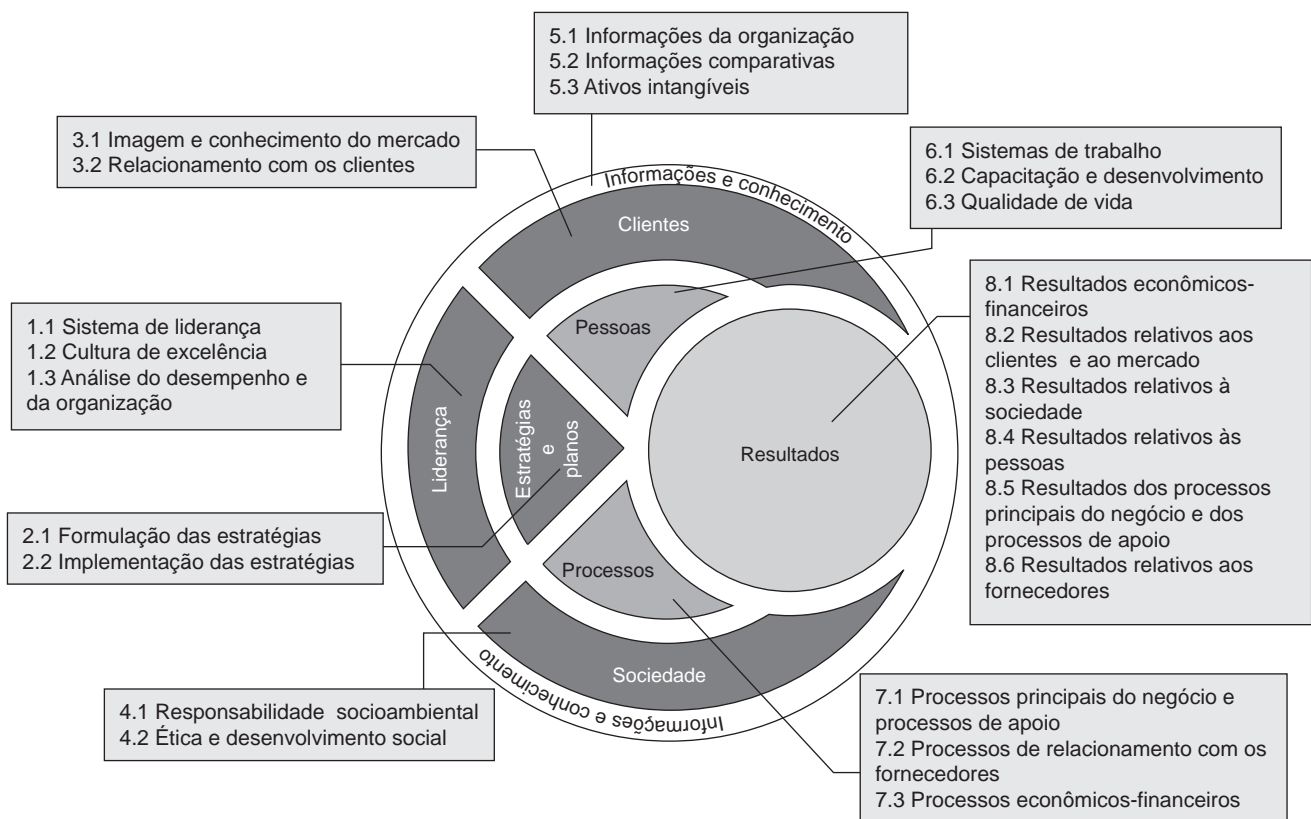 5.1 Informações da organização
5.2 Informações comparativas
5.3 Ativos intangíveis
3.1 Imagem e conhecimento do mercado
3.2 Relacionamento com os clientes
6.1 Sistemas de trabalho
6.2 Capacitação e desenvolvimento
6.3 Qualidade de vida
Informações e conhecimento
Clientes
Pessoas
1.1 Sistema de liderança
1.2 Cultura de excelência
1.3 Análise do desempenho e
da organização
Liderança
Estratégias
e
planos
Resultados
8.1 Resultados econômicos-
financeiros
8.2 Resultados relativos aos
clientes e ao mercado
8.3 Resultados relativos à
sociedade
8.4 Resultados relativos às
pessoas
8.5 Resultados dos processos
principais do negócio e dos
processos de apoio
8.6 Resultados relativos aos
fornecedores
2.1 Formulação das estratégias
2.2 Implementação das estratégias
Processos
Sociedade
Informações e conhecimento
4.1 Responsabilidade socioambiental
4.2 Ética e desenvolvimento social
7.1 Processos principais do negócio e
processos de apoio
7.2 Processos de relacionamento com os
fornecedores
7.3 Processos econômicos-financeiros